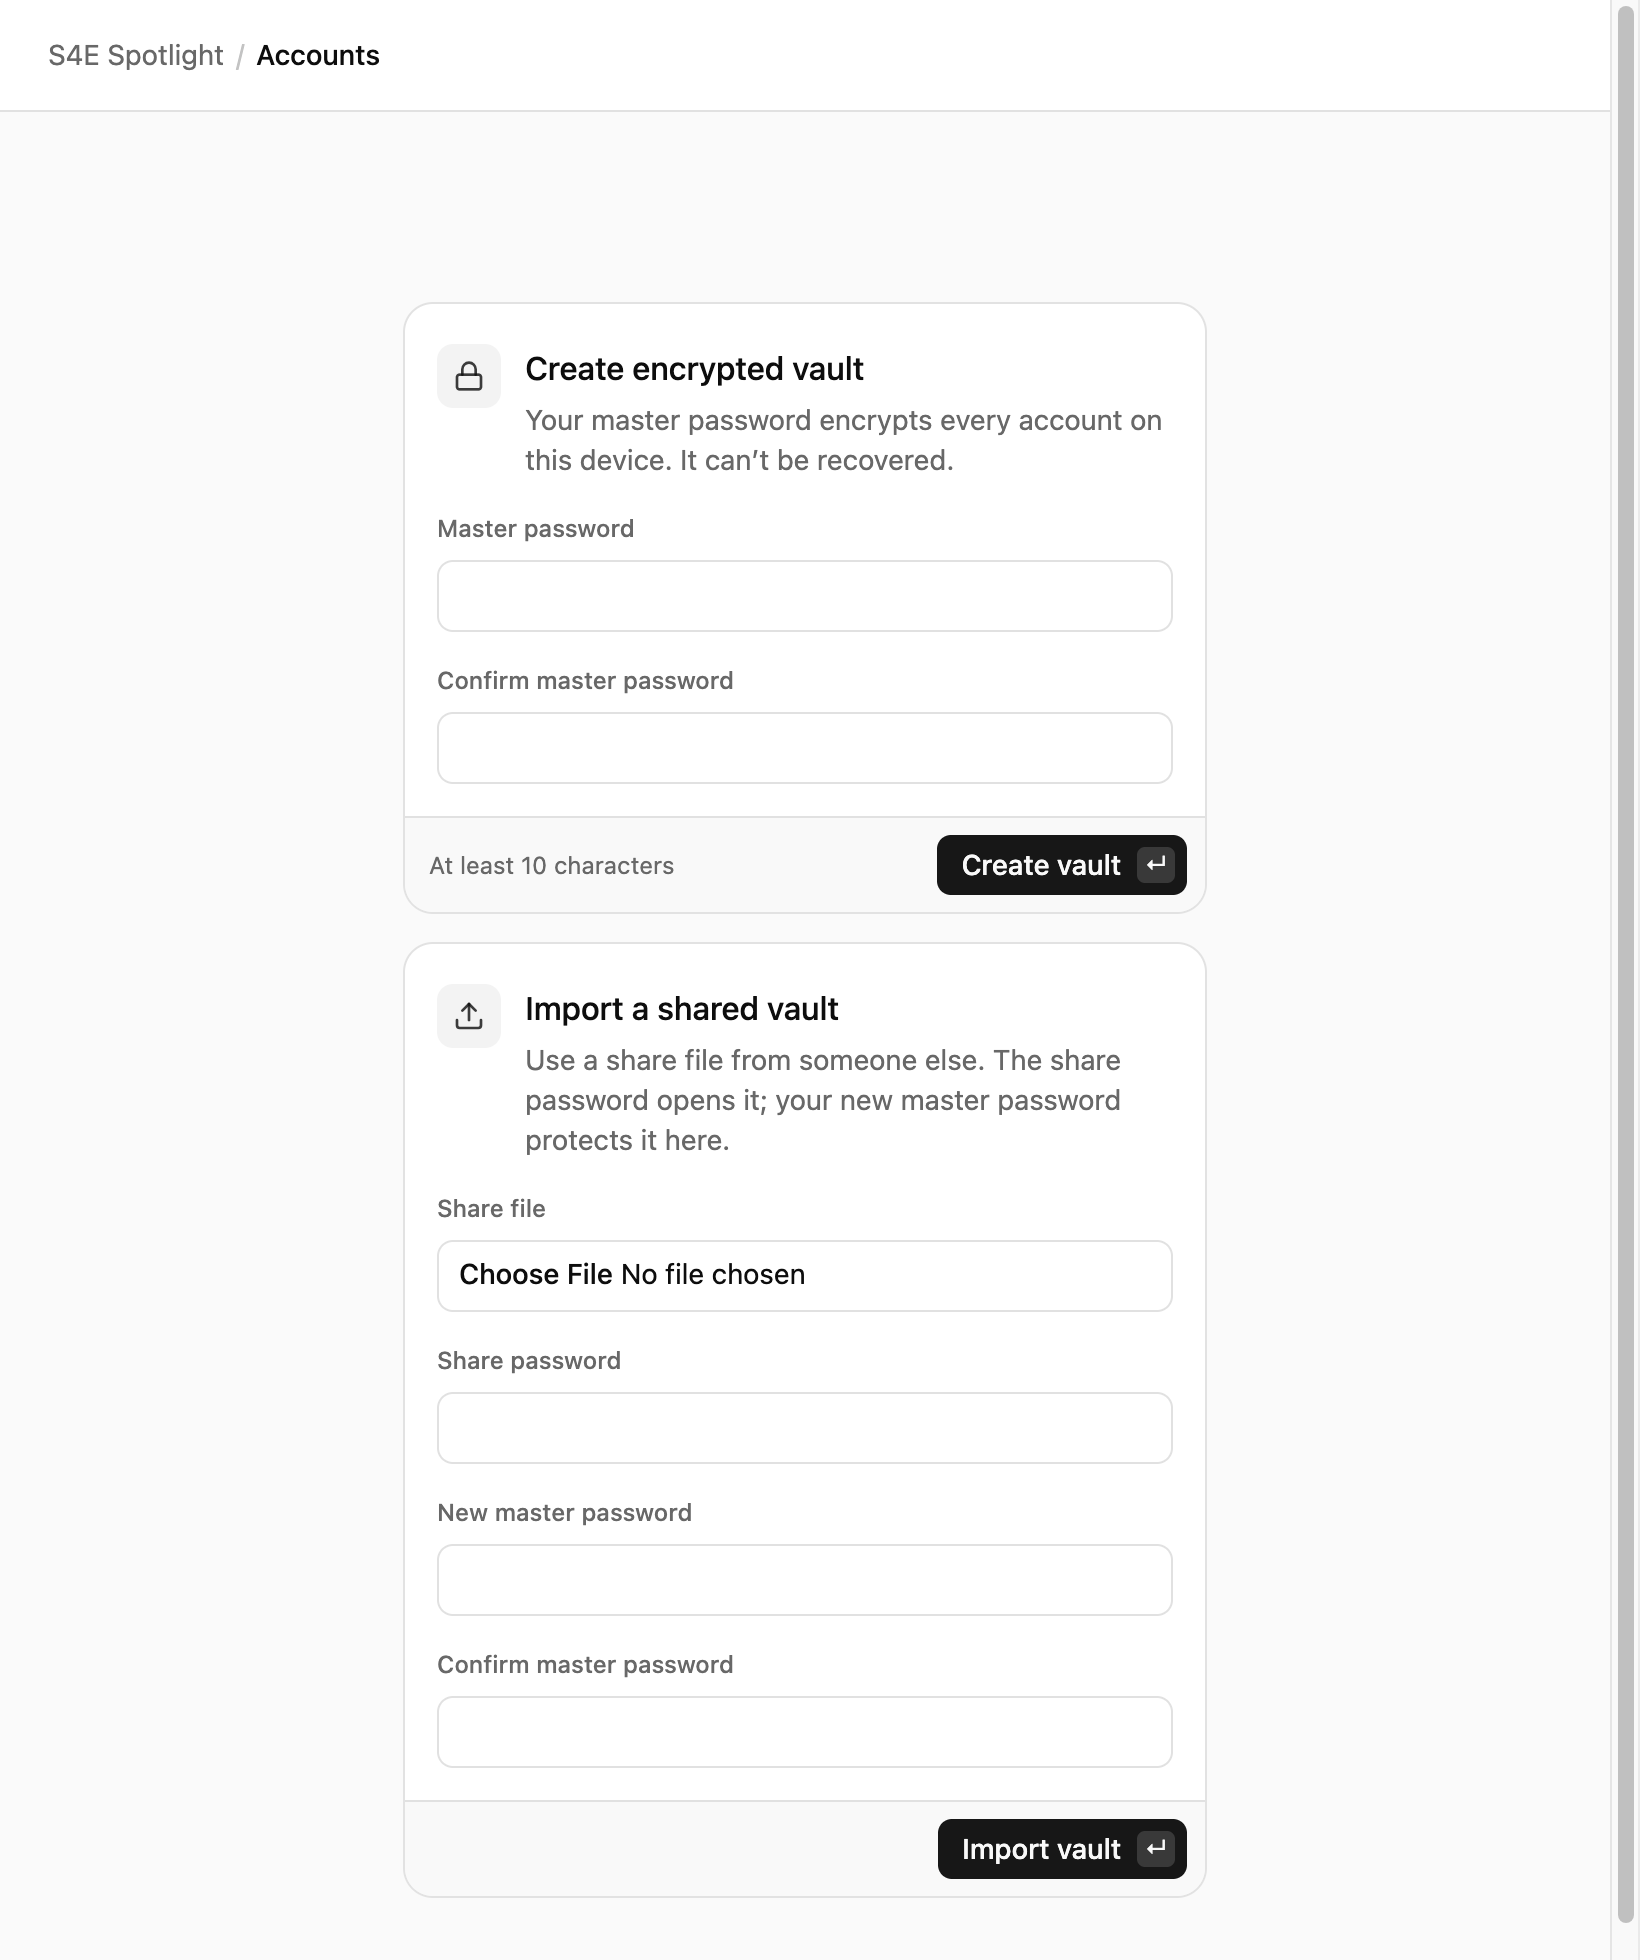 S4E Spotlight / Accounts
Create encrypted vault
Your master password encrypts every account on
this device. It can’t be recovered.
Master password
Confirm master password
At least 10 characters
Create vault ↵
Import a shared vault
Use a share file from someone else. The share
password opens it; your new master password
protects it here.
Share file
Choose File No file chosen
Share password
New master password
Confirm master password
Import vault ↵